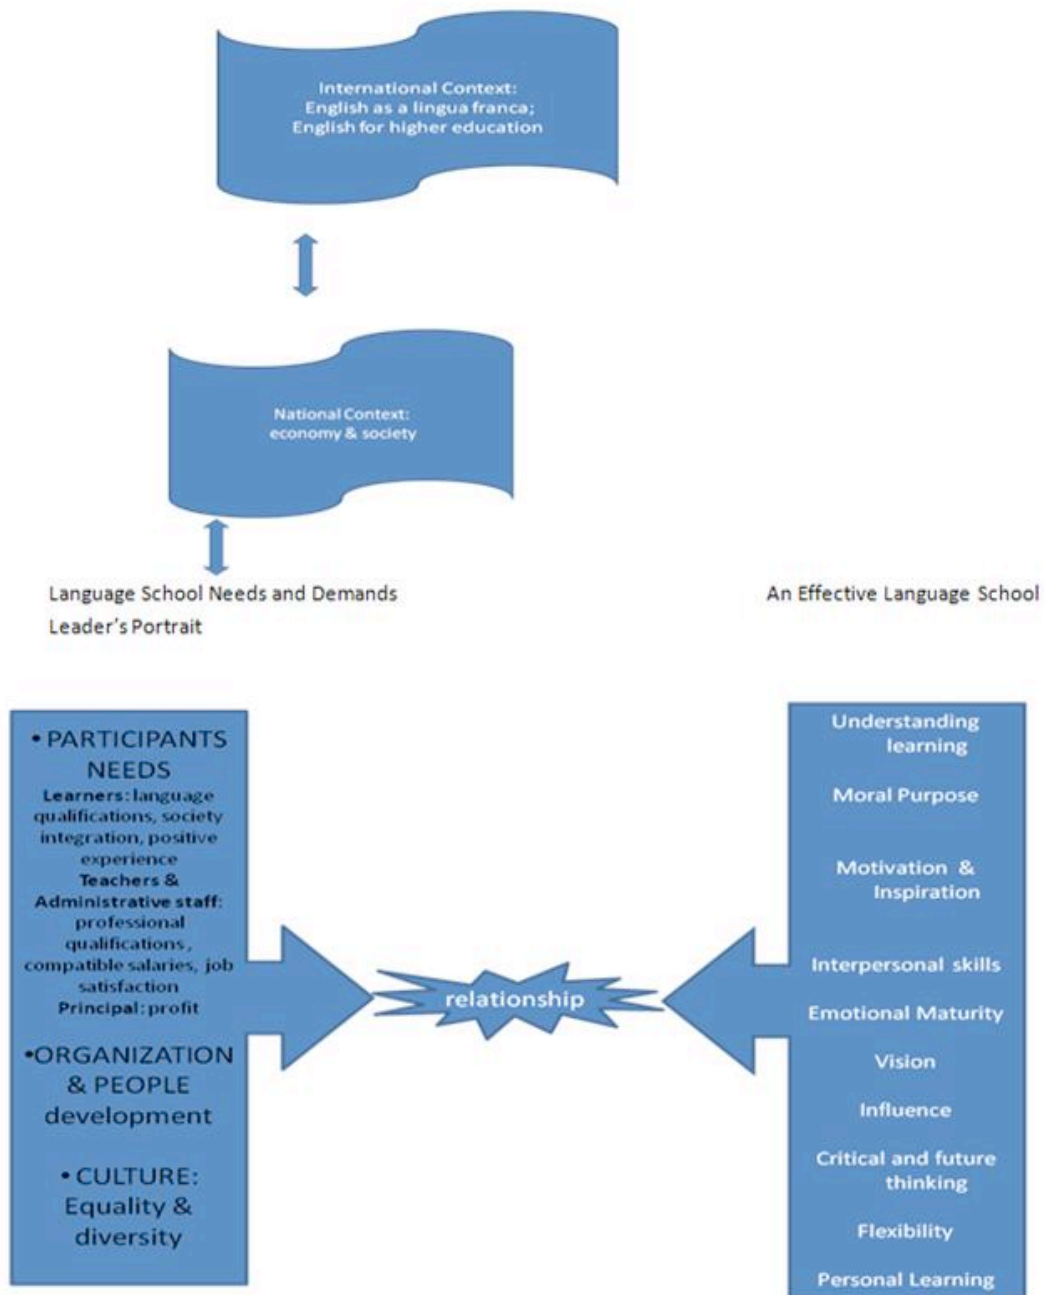 International Context:
English as a lingua franca;
English for higher education
National Context:
economy & society
Language School Needs and Demands
An Effective Language School
Leader's Portrait
• PARTICIPANTS
NEEDS
Learners: language
qualifications, society
integration, positive
experience
Teachers &
Administrative staff:
professional
qualifications,
compatible salaries, job
satisfaction
Principal: profit
•ORGANIZATION
& PEOPLE
development
• CULTURE:
Equality &
diversity
relationship
Understanding
learning
Moral Purpose
Motivation &
Inspiration
Interpersonal skills
Emotional Maturity
Vision
Influence
Critical and future
thinking
Flexibility
Personal Learning